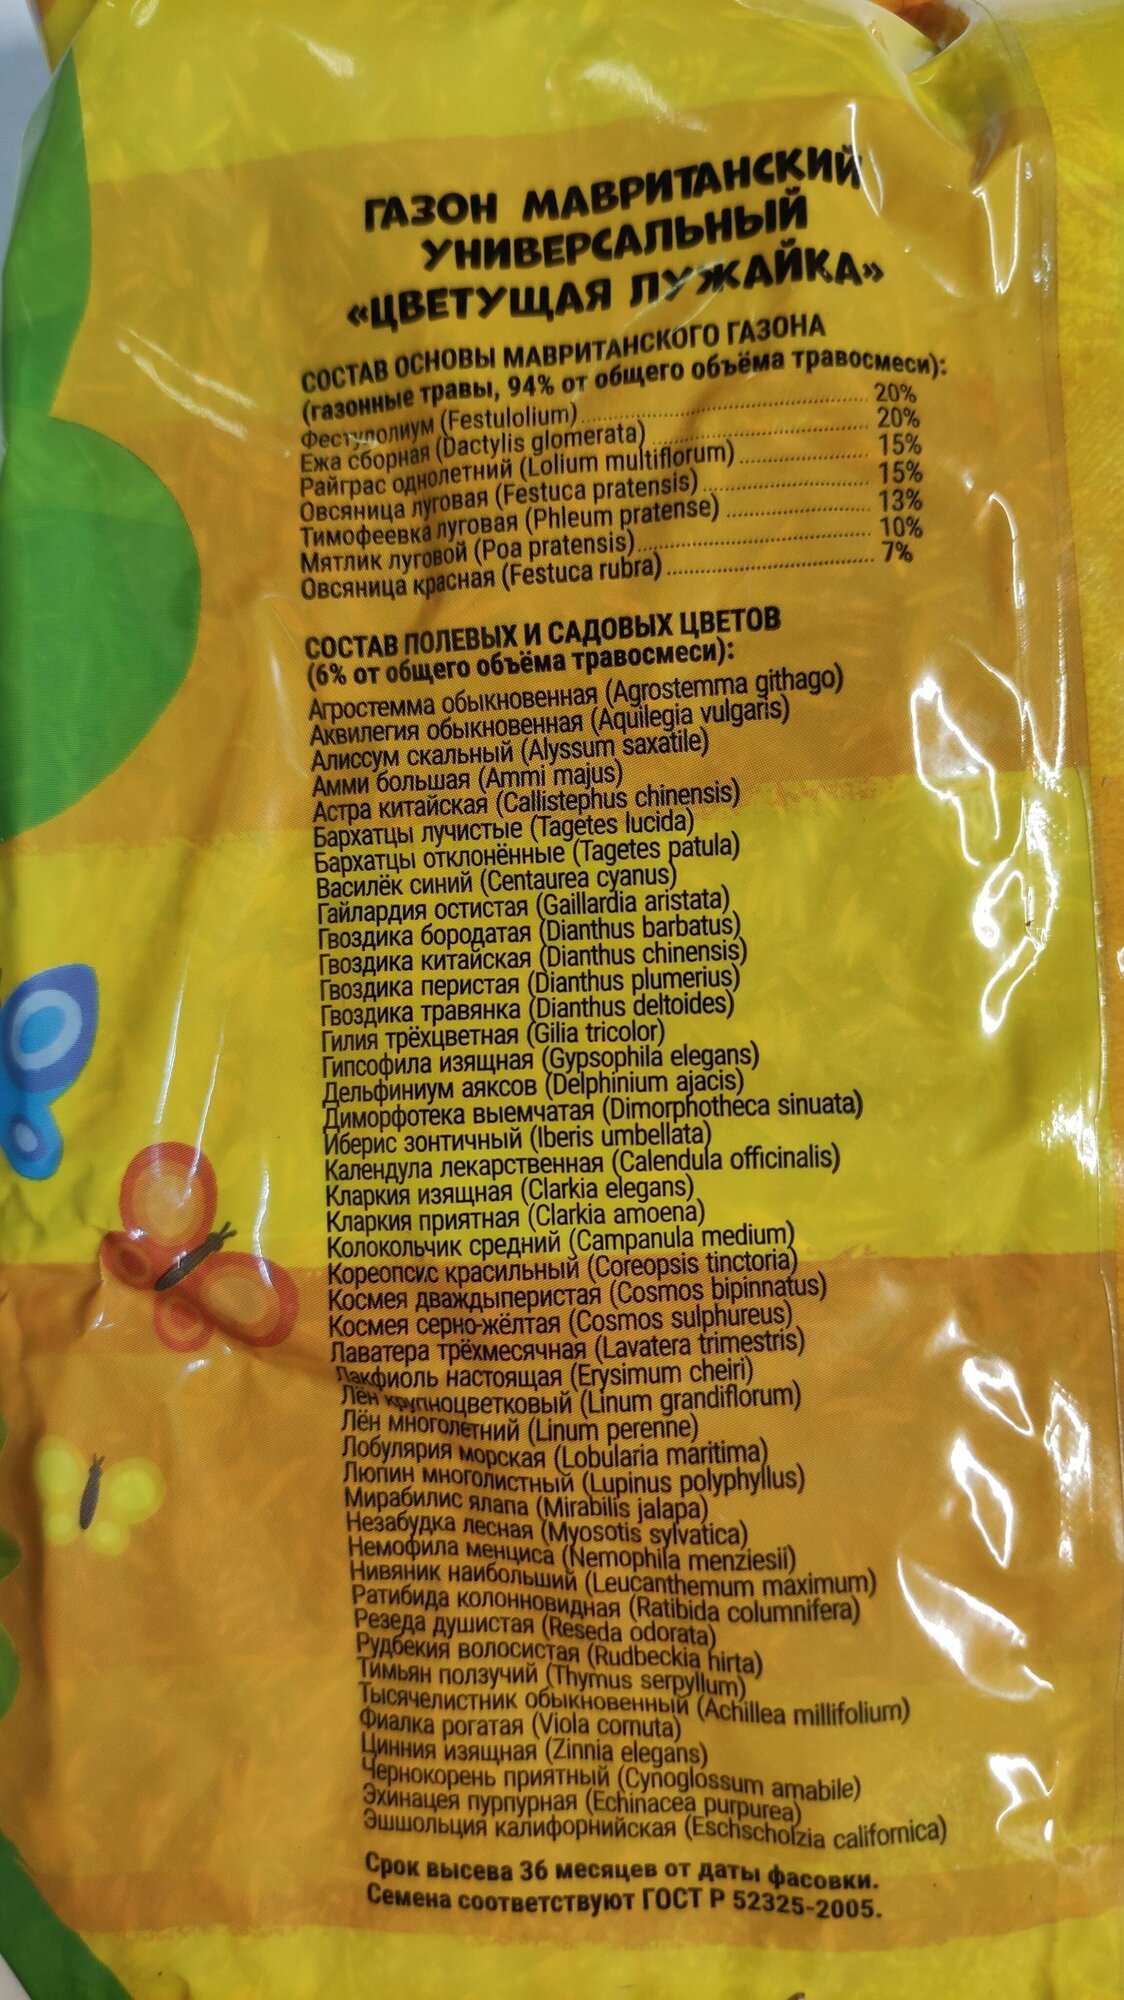 ГАЗОН МАВРИТАНСКИЙ
УНИВЕРСАЛЬНЫЙ
«ЦВЕТУЩАЯ ЛУЖАЙКА»
СОСТАВ ОСНОВЫ МАВРИТАНСКОГО ГАЗОНА
(газонные травы, 94% от общего объёма травосмеси):
Фестулолиум (Festulolium) 20%
Ежа сборная (Dactylis glomerata) 20%
Райграс однолетний (Lolium multiflorum) 15%
Овсяница луговая (Festuca pratensis) 15%
Тимофеевка луговая (Phleum pratense) 13%
Мятлик луговой (Poa pratensis) 10%
Овсяница красная (Festuca rubra) 7%
СОСТАВ ПОЛЕВЫХ И САДОВЫХ ЦВЕТОВ
(6% от общего объёма травосмеси):
Агростемма обыкновенная (Agrostemma githago)
Аквилегия обыкновенная (Aquilegia vulgaris)
Алиссум скальный (Alyssum saxatile)
Амми большая (Ammi majus)
Астра китайская (Callistephus chinensis)
Бархатцы лучистые (Tagetes lucida)
Бархатцы отклонённые (Tagetes patula)
Василёк синий (Centaurea cyanus)
Гайлардия остистая (Gaillardia aristata)
Гвоздика бородатая (Dianthus barbatus)
Гвоздика китайская (Dianthus chinensis)
Гвоздика перистая (Dianthus plumerius)
Гвоздика травянка (Dianthus deltoides)
Гилия трёхцветная (Gilia tricolor)
Гипсофила изящная (Gypsophila elegans)
Дельфиниум аяксов (Delphinium ajacis)
Диморфотека выемчатая (Dimorphotheca sinuata)
Иберис зонтичный (Iberis umbellata)
Календула лекарственная (Calendula officinalis)
Кларкия изящная (Clarkia elegans)
Кларкия приятная (Clarkia amoena)
Колокольчик средний (Campanula medium)
Кореопсис красильный (Coreopsis tinctoria)
Космея дваждыперистая (Cosmos bipinnatus)
Космея серно-жёлтая (Cosmos sulphureus)
Лаватера трёхмесячная (Lavatera trimestris)
Лакфиоль настоящая (Erysimum cheiri)
Лён крупноцветковый (Linum grandiflorum)
Лён многолетний (Linum perenne)
Лобулярия морская (Lobularia maritima)
Люпин многолистный (Lupinus polyphyllus)
Мирабилис ялапа (Mirabilis jalapa)
Незабудка лесная (Myosotis sylvatica)
Немофила менциса (Nemophila menziesii)
Нивяник наибольший (Leucanthemum maximum)
Ратибида колонновидная (Ratibida columnifera)
Резеда душистая (Reseda odorata)
Рудбекия волосистая (Rudbeckia hirta)
Тимьян ползучий (Thymus serpyllum)
Тысячелистник обыкновенный (Achillea millifolium)
Фиалка рогатая (Viola cornuta)
Цинния изящная (Zinnia elegans)
Чернокорень приятный (Cynoglossum amabile)
Эхинацея пурпурная (Echinacea purpurea)
Эшшольция калифорнийская (Eschscholzia californica)
Срок высева 36 месяцев от даты фасовки.
Семена соответствуют ГОСТ Р 52325-2005.